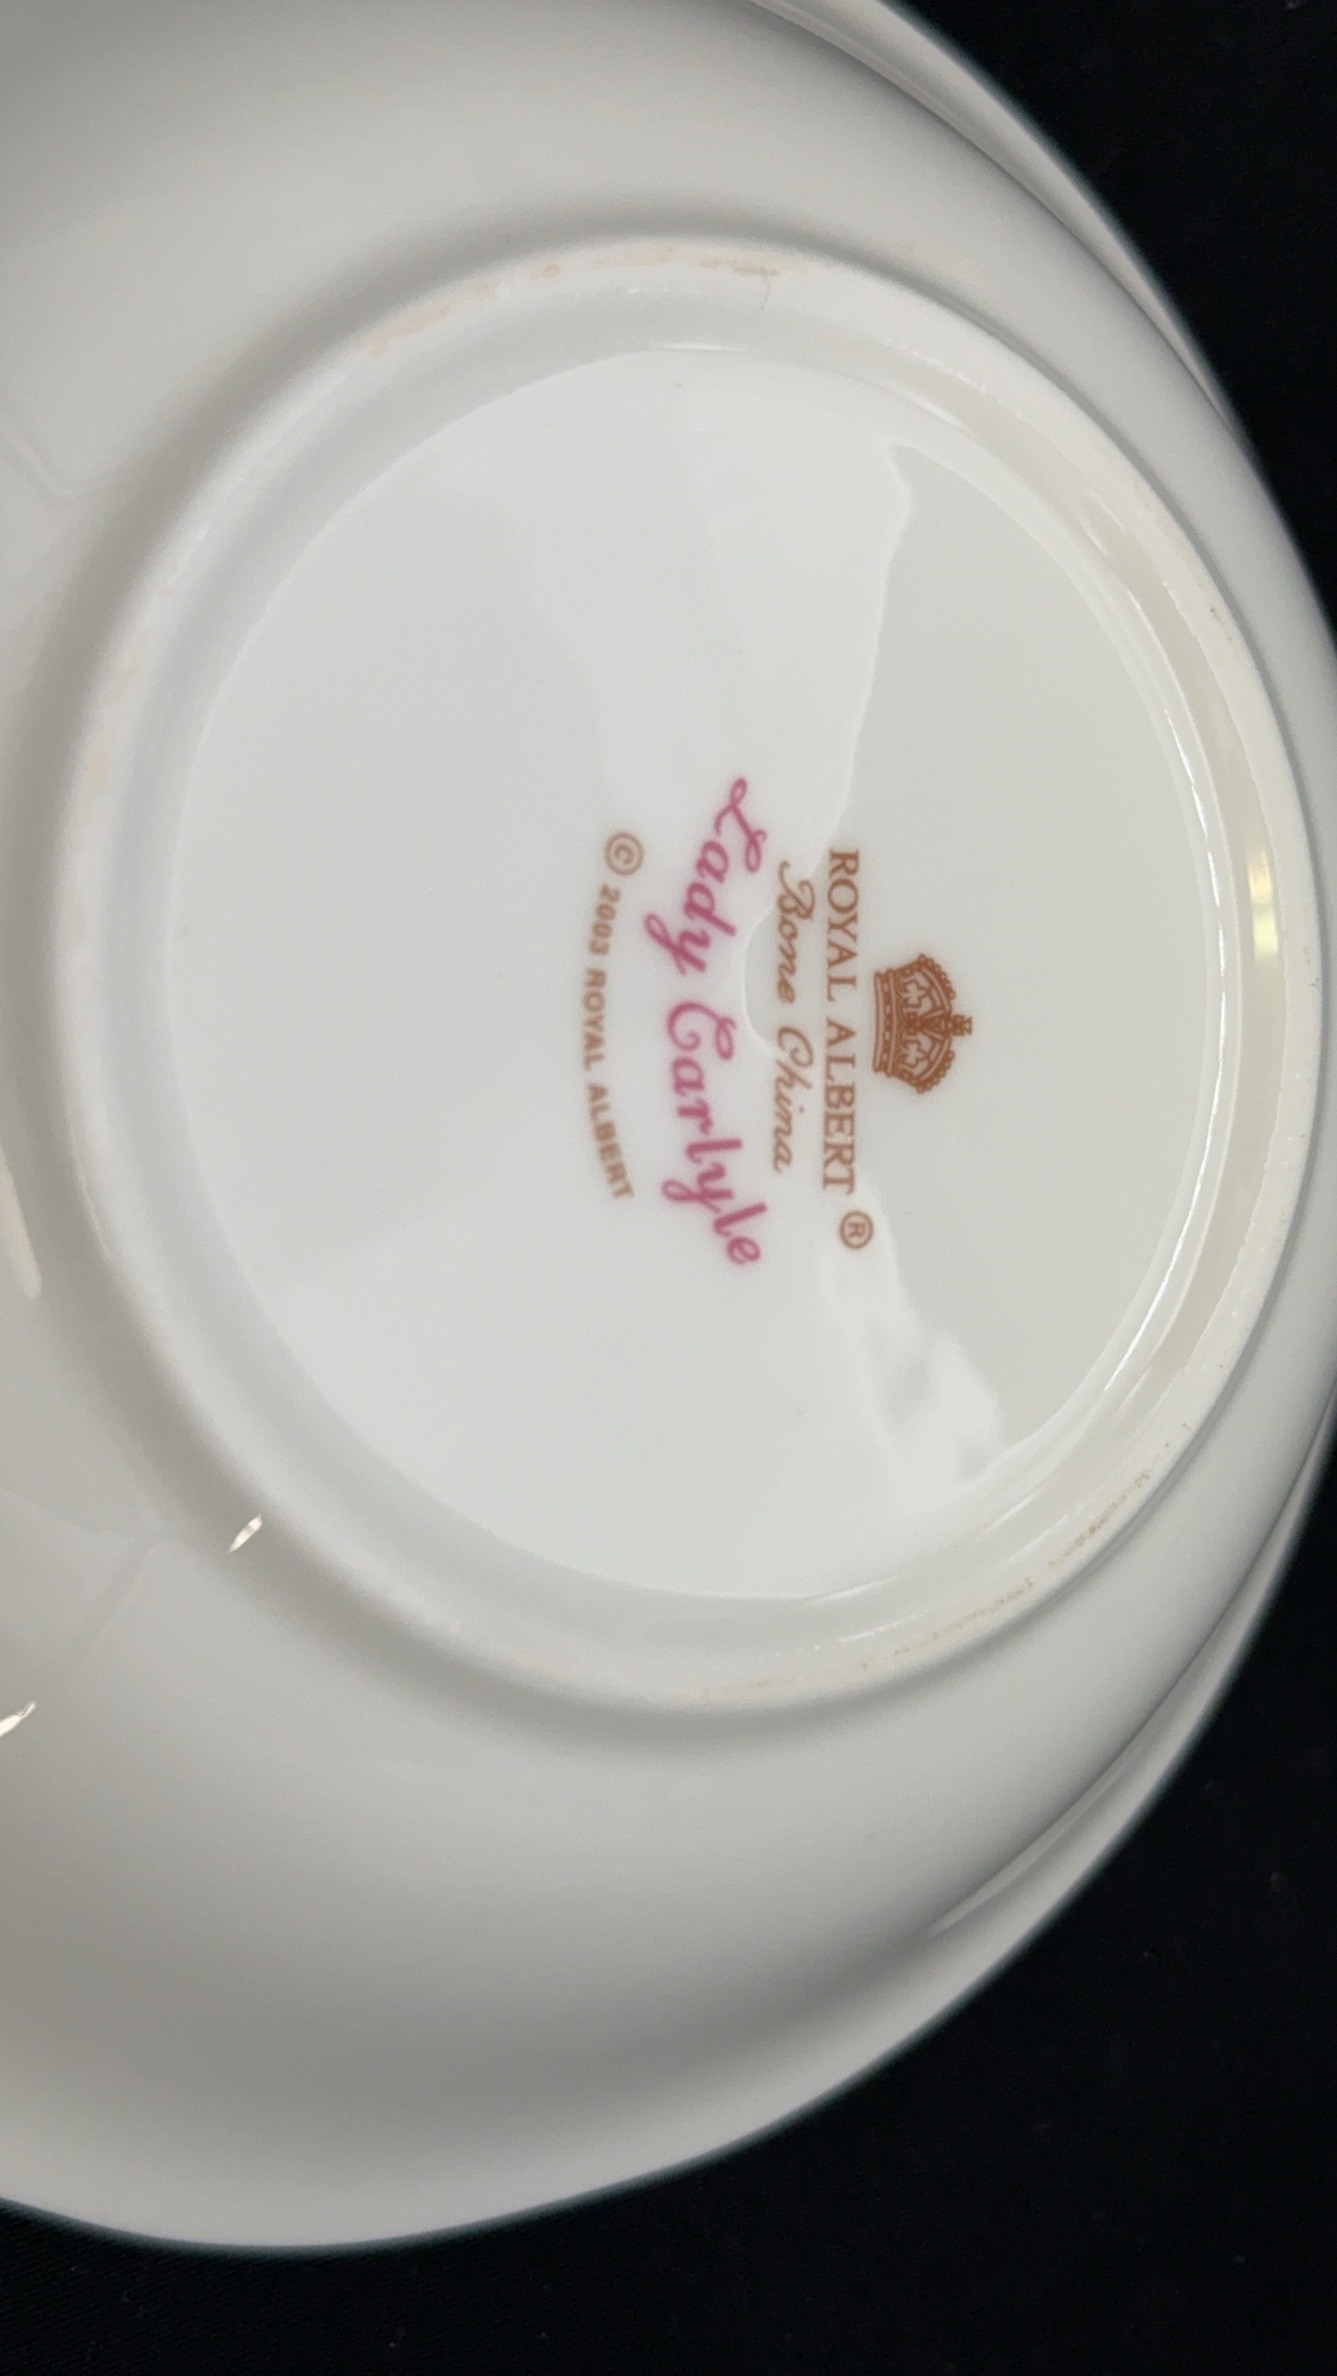 ROYAL ALBERT ®
Bone China
Lady Carlyle
© 2003 ROYAL ALBERT